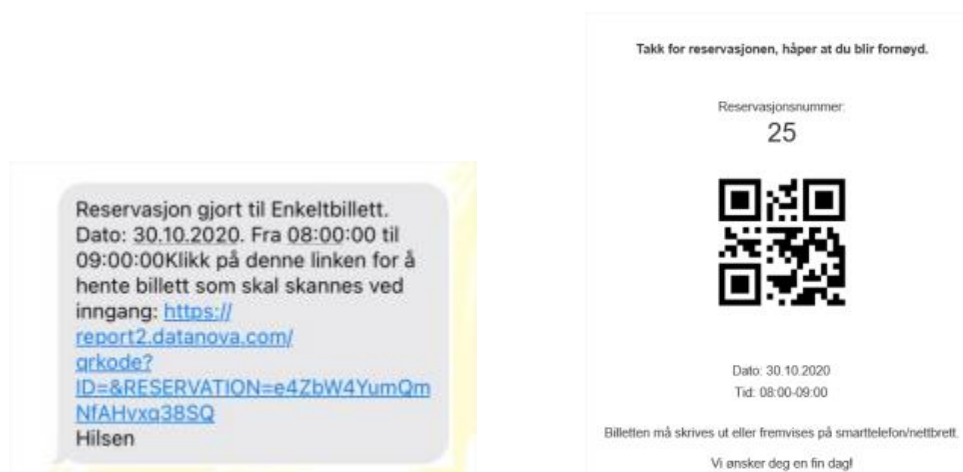 Reservasjon gjort til Enkeltbillett.
Dato: 30.10.2020. Fra 08:00:00 til
09:00:00Klikk på denne linken for å
hente billett som skal skannes ved
inngang: https://
report2.datanova.com/
qrkode?
ID=&RESERVATION=e4ZbW4YumQm
NfAHvxq38SQ
Hilsen
Takk for reservasjonen, håper at du blir fornøyd.
Reservasjonsnummer:
25
Dato: 30.10.2020
Tid: 08:00-09:00
Billetten må skrives ut eller fremvises på smarttelefon/nettbrett.
Vi ønsker deg en fin dag!